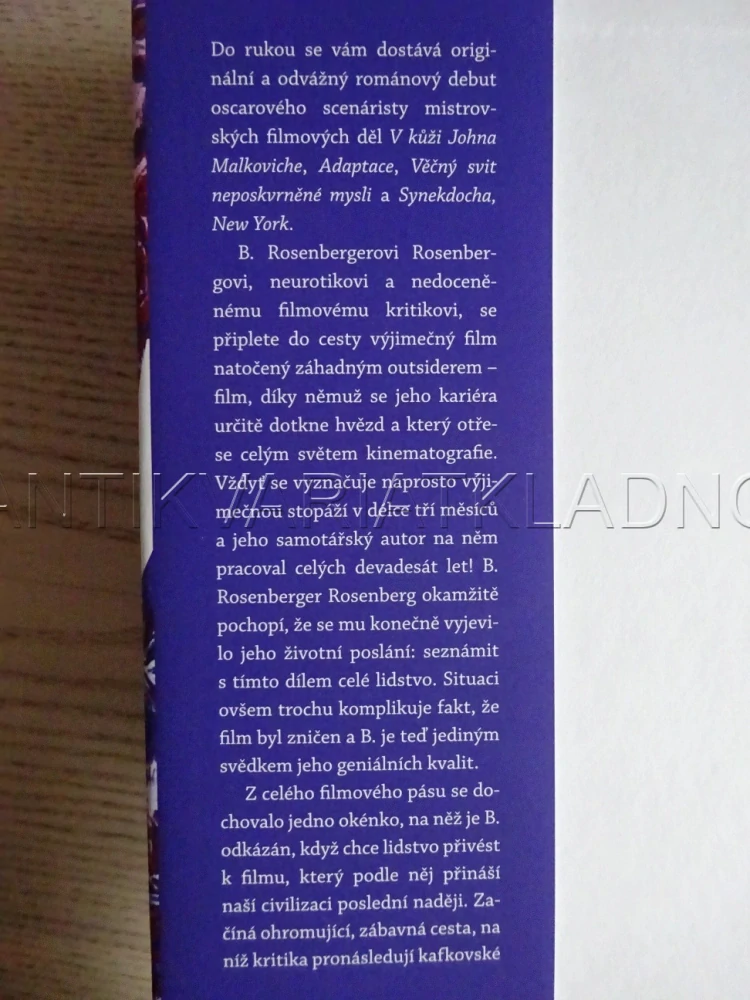 Do rukou se vám dostává origi-
nální a odvážný románový debut
oscarového scenáristy mistrov-
ských filmových děl V kůži Johna
Malkoviche, Adaptace, Věčný svit
neposkvrněné mysli a Synekdocha,
New York.
B. Rosenbergerovi Rosenber-
govi, neurotikovi a nedoceně-
nému filmovému kritikovi, se
připlete do cesty výjimečný film
natočený záhadným outsiderem –
film, díky němuž se jeho kariéra
určitě dotkne hvězd a který otře-
se celým světem kinematografie.
Vždyť se vyznačuje naprosto výji-
mečnou stopáží v délce tří měsíců
ANTIKVARIATKLADNO
a jeho samotářský autor na něm
pracoval celých devadesát let! B.
Rosenberger Rosenberg okamžitě
pochopí, že se mu konečně vyjevi-
lo jeho životní poslání: seznámit
s tímto dílem celé lidstvo. Situaci
ovšem trochu komplikuje fakt, že
film byl zničen a B. je teď jediným
svědkem jeho geniálních kvalit.
Z celého filmového pásu se do-
chovalo jedno okénko, na něž je B.
odkázán, když chce lidstvo přivést
k filmu, který podle něj přináší
naší civilizaci poslední naději. Za-
číná ohromující, zábavná cesta, na
níž kritika pronásledují kafkovské